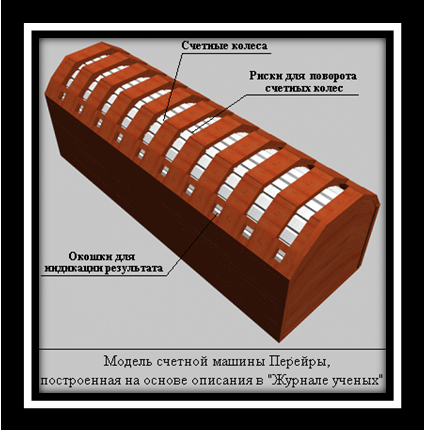 Счетные колеса
Риски для поворота
счетных колес
Окошки для
индикации результата
Модель счетной машины Перейры,
построенная на основе описания в "Журнале ученых"